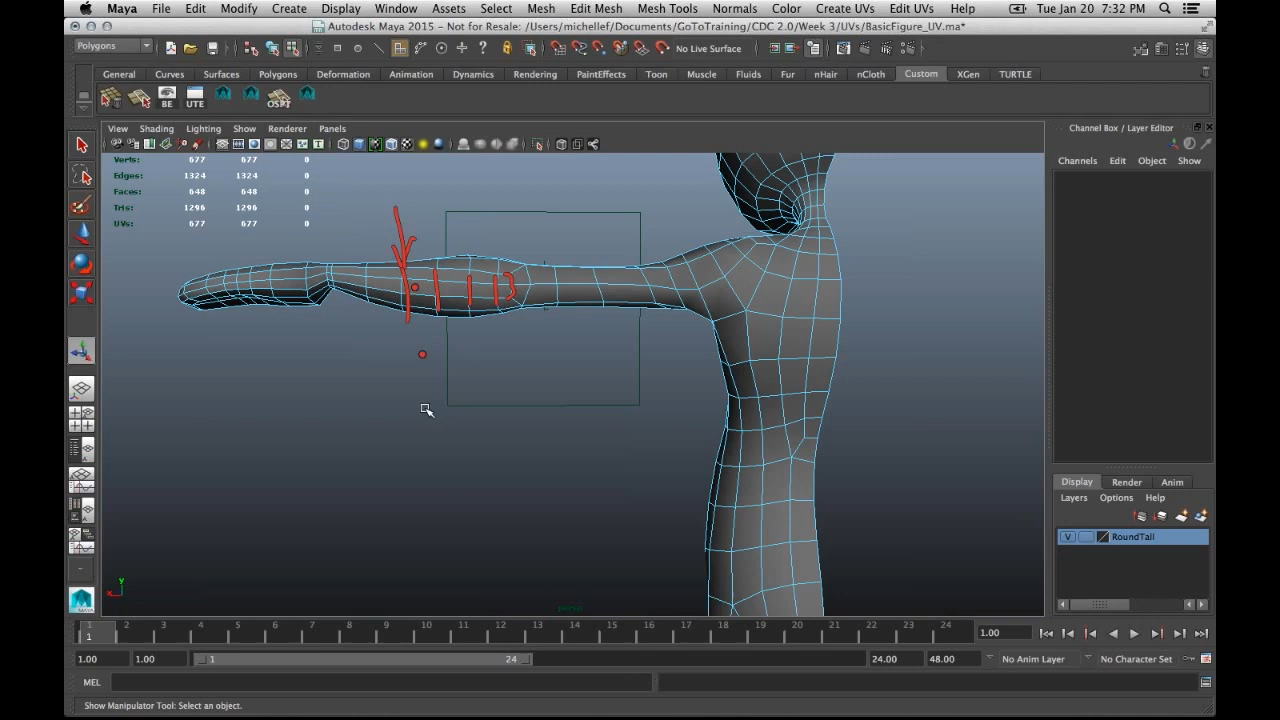 Maya File Edit Modify Create Display Window Assets Select Mesh Edit Mesh Mesh Tools Normals Color Create UVs Edit UVs Help Tue Jan 20 7:32 PM
Autodesk Maya 2015 - Not for Resale: /Users/michellef/Documents/GoToTraining/CDC 2.0/Week 3/UVs/BasicFigure_UV.ma*
Polygons No Live Surface
General Curves Surfaces Polygons Deformation Animation Dynamics Rendering PaintEffects Toon Muscle Fluids Fur nHair nCloth Custom XGen TURTLE
BE UTE OSPT
View Shading Lighting Show Renderer Panels
Channel Box / Layer Editor
Channels Edit Object Show
Verts: 677 677 0
Edges: 1324 1324 0
Faces: 648 648 0
Tris: 1296 1296 0
UVs: 677 677 0
Display Render Anim
Layers Options Help
V RoundTall
y
x
persp
MAYA
1 2 3 4 5 6 7 8 9 10 11 12 13 14 15 16 17 18 19 20 21 22 23 24
1 1.00
1.00 1.00 1 24 24.00 48.00 No Anim Layer No Character Set
MEL
Show Manipulator Tool: Select an object.